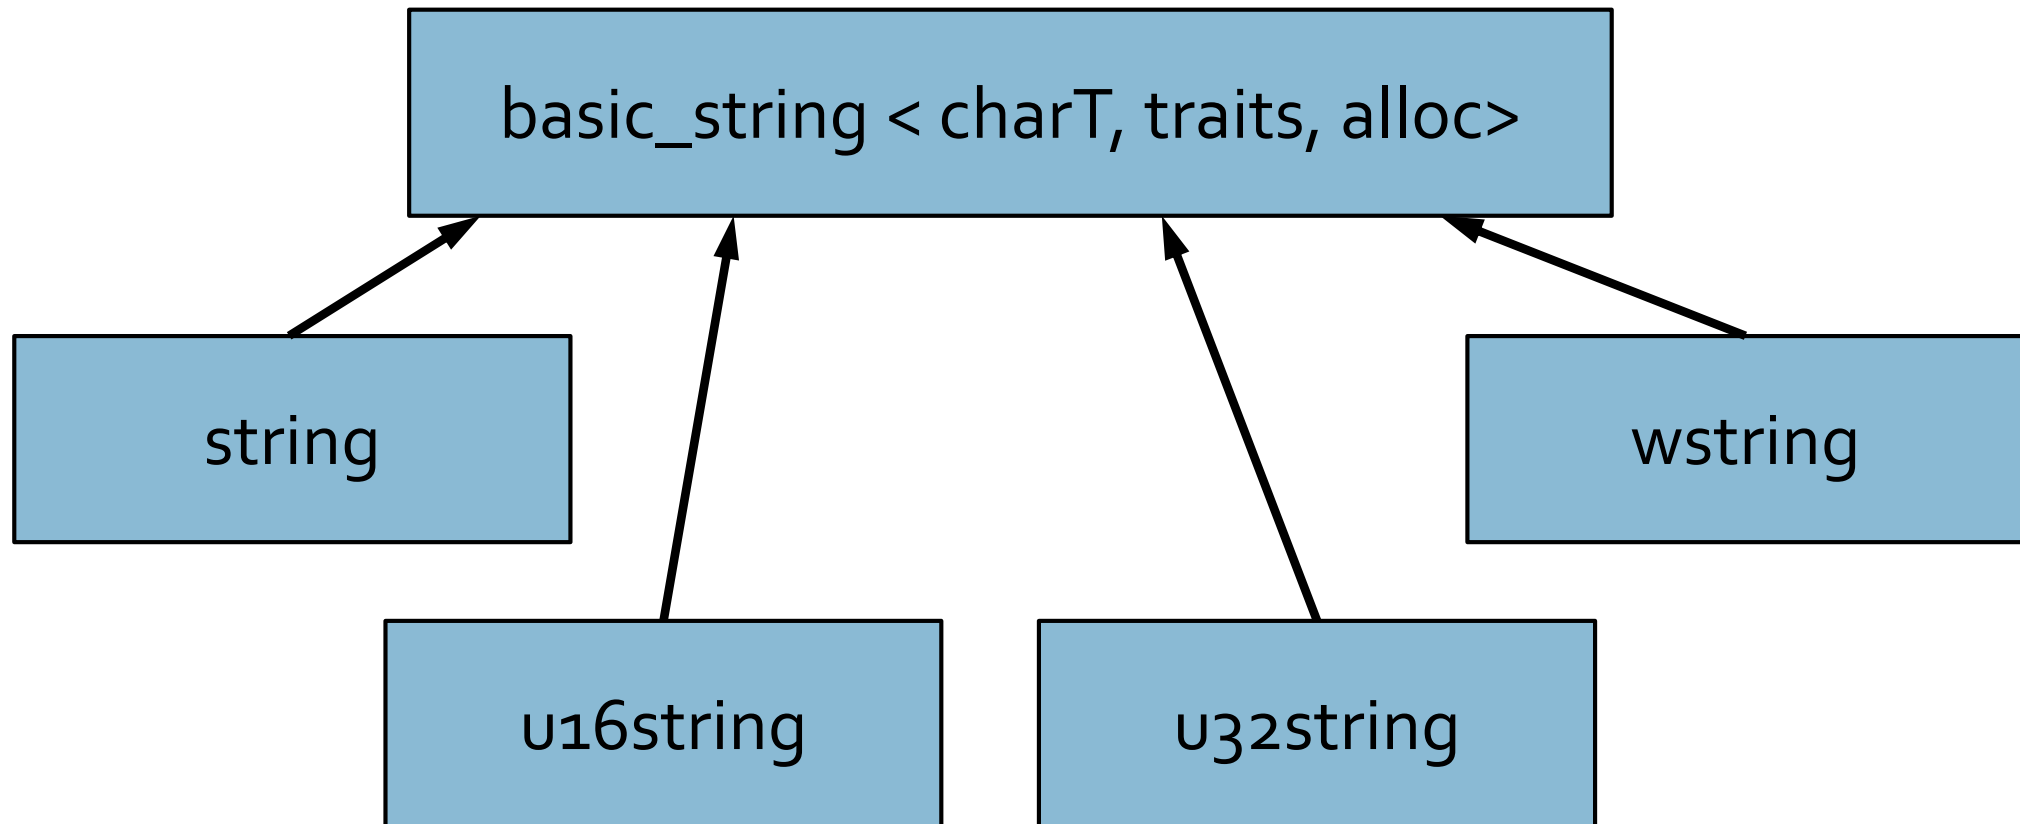 basic_string < charT, traits, alloc>
string
wstring
u16string
u32string